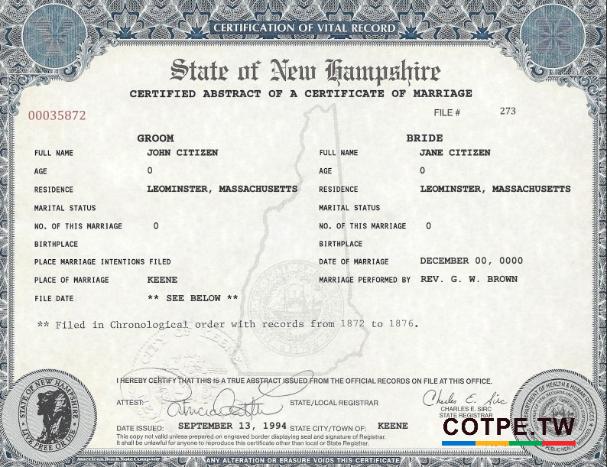 CERTIFICATION OF VITAL RECORD
State of New Hampshire
CERTIFIED ABSTRACT OF A CERTIFICATE OF MARRIAGE
00035872 FILE # 273
GROOM BRIDE
FULL NAME JOHN CITIZEN FULL NAME JANE CITIZEN
AGE 0 AGE 0
RESIDENCE LEOMINSTER, MASSACHUSETTS RESIDENCE LEOMINSTER, MASSACHUSETTS
MARITAL STATUS MARITAL STATUS
NO. OF THIS MARRIAGE 0 NO. OF THIS MARRIAGE 0
BIRTHPLACE BIRTHPLACE
PLACE MARRIAGE INTENTIONS FILED DATE OF MARRIAGE DECEMBER 00, 0000
PLACE OF MARRIAGE KEENE MARRIAGE PERFORMED BY REV. G. W. BROWN
FILE DATE ** SEE BELOW **
** Filed in Chronological order with records from 1872 to 1876.
I HEREBY CERTIFY THAT THIS IS A TRUE ABSTRACT ISSUED FROM THE OFFICIAL RECORDS ON FILE AT THIS OFFICE.
ATTEST: STATE/LOCAL REGISTRAR Charles E. Sirc
CHARLES E. SIRC
STATE REGISTRAR
DATE ISSUED: SEPTEMBER 13, 1994 STATE CITY/TOWN OF: KEENE
This copy not valid unless prepared on engraved border displaying seal and signature of Registrar.
It shall be unlawful for anyone to reproduce this certificate other than local or State Registrar.
ANY ALTERATION OR ERASURE VOIDS THIS CERTIFICATE
STATE OF NEW HAMPSHIRE
LIVE FREE OR DIE
COTPE.TW